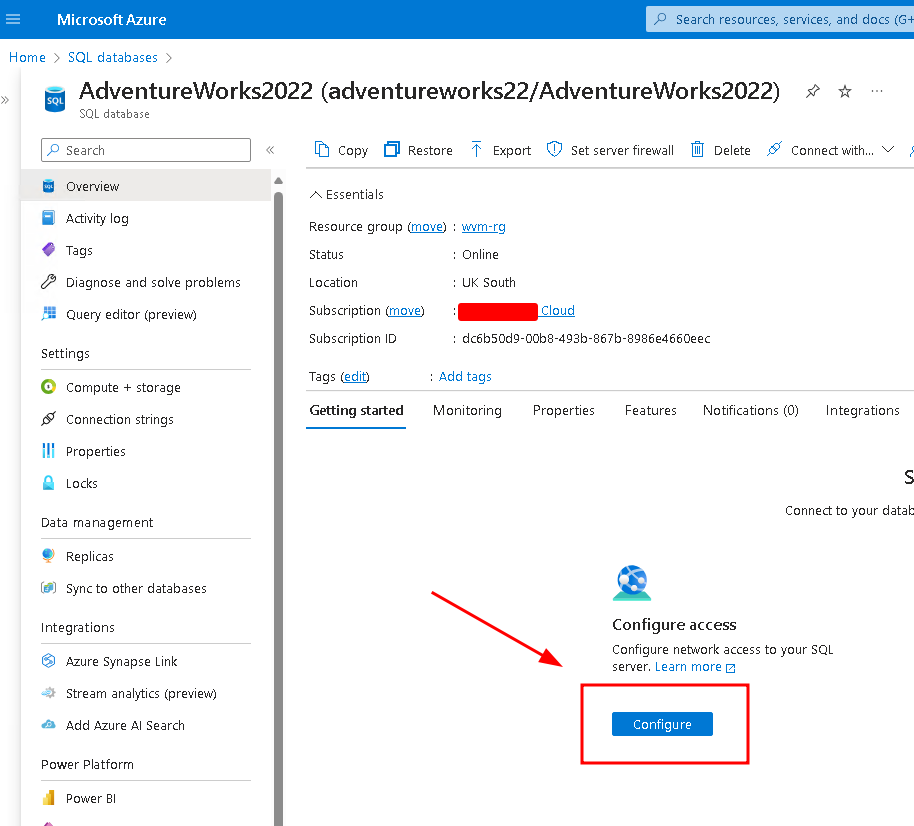 Microsoft Azure
Search resources, services, and docs (G+
Home > SQL databases >
AdventureWorks2022 (adventureworks22/AdventureWorks2022)
SQL database
Search
Copy Restore Export Set server firewall Delete Connect with...
Overview
Activity log
Tags
Diagnose and solve problems
Query editor (preview)
Settings
Compute + storage
Connection strings
Properties
Locks
Data management
Replicas
Sync to other databases
Integrations
Azure Synapse Link
Stream analytics (preview)
Add Azure AI Search
Power Platform
Power BI
Essentials
Resource group (move) : wvm-rg
Status : Online
Location : UK South
Subscription (move) : Cloud
Subscription ID : dc6b50d9-00b8-493b-867b-8986e4660eec
Tags (edit) : Add tags
Getting started Monitoring Properties Features Notifications (0) Integrations
S
Connect to your datab
Configure access
Configure network access to your SQL
server. Learn more
Configure